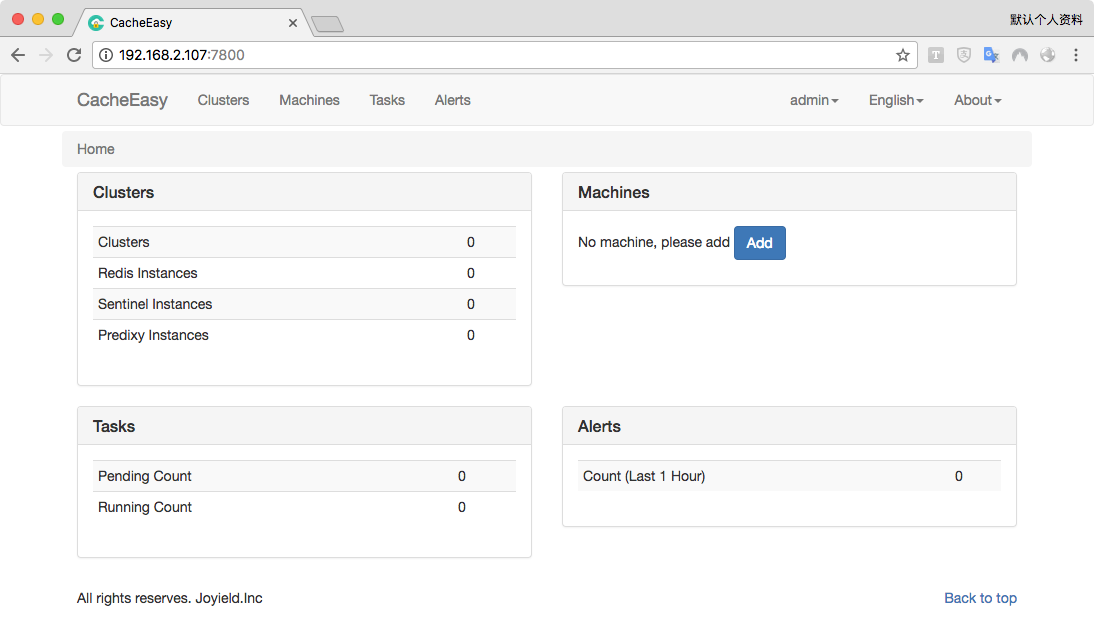 CacheEasy
默认个人资料
192.168.2.107:7800
CacheEasy Clusters Machines Tasks Alerts admin English About
Home
Clusters
Clusters 0
Redis Instances 0
Sentinel Instances 0
Predixy Instances 0
Machines
No machine, please add Add
Tasks
Pending Count 0
Running Count 0
Alerts
Count (Last 1 Hour) 0
All rights reserves. Joyield.Inc Back to top